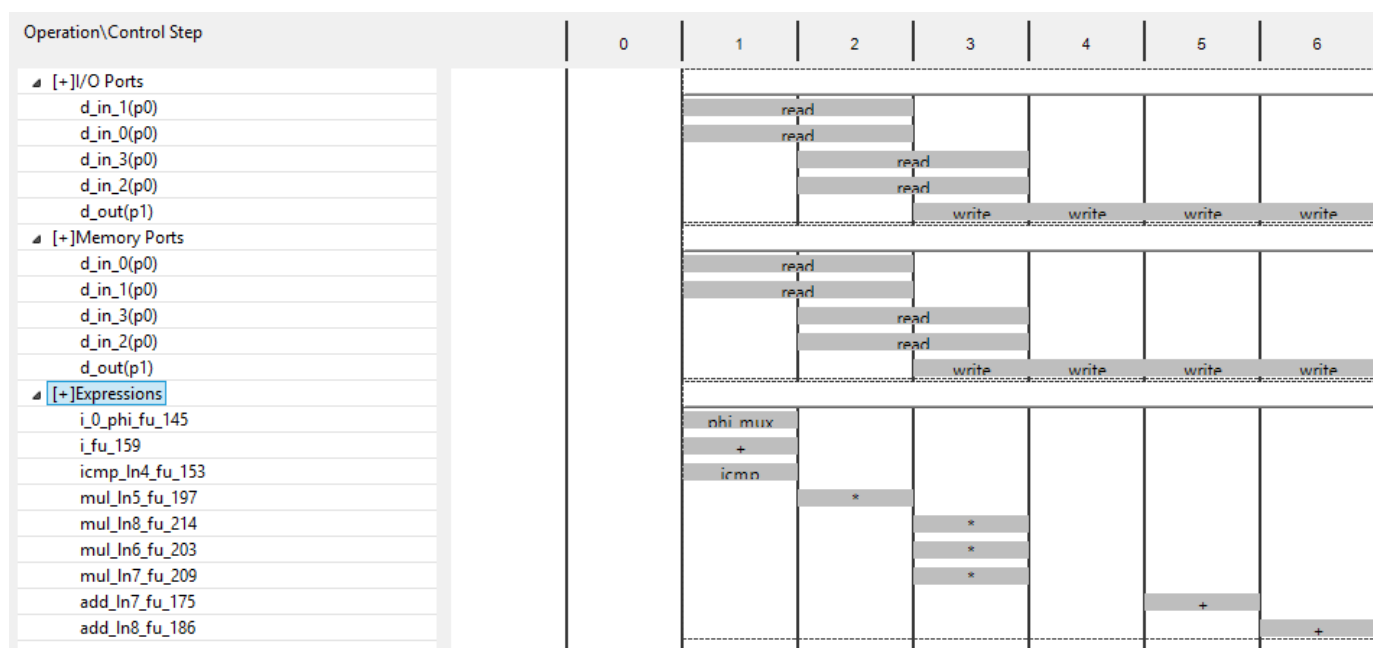 Operation\Control Step 0 1 2 3 4 5 6
[+]I/O Ports
d_in_1(p0) read
d_in_0(p0) read
d_in_3(p0) read
d_in_2(p0) read
d_out(p1) write write write write
[+]Memory Ports
d_in_0(p0) read
d_in_1(p0) read
d_in_3(p0) read
d_in_2(p0) read
d_out(p1) write write write write
[+]Expressions
i_0_phi_fu_145 phi_mux
i_fu_159 +
icmp_ln4_fu_153 icmp
mul_ln5_fu_197 *
mul_ln8_fu_214 *
mul_ln6_fu_203 *
mul_ln7_fu_209 *
add_ln7_fu_175 +
add_ln8_fu_186 +